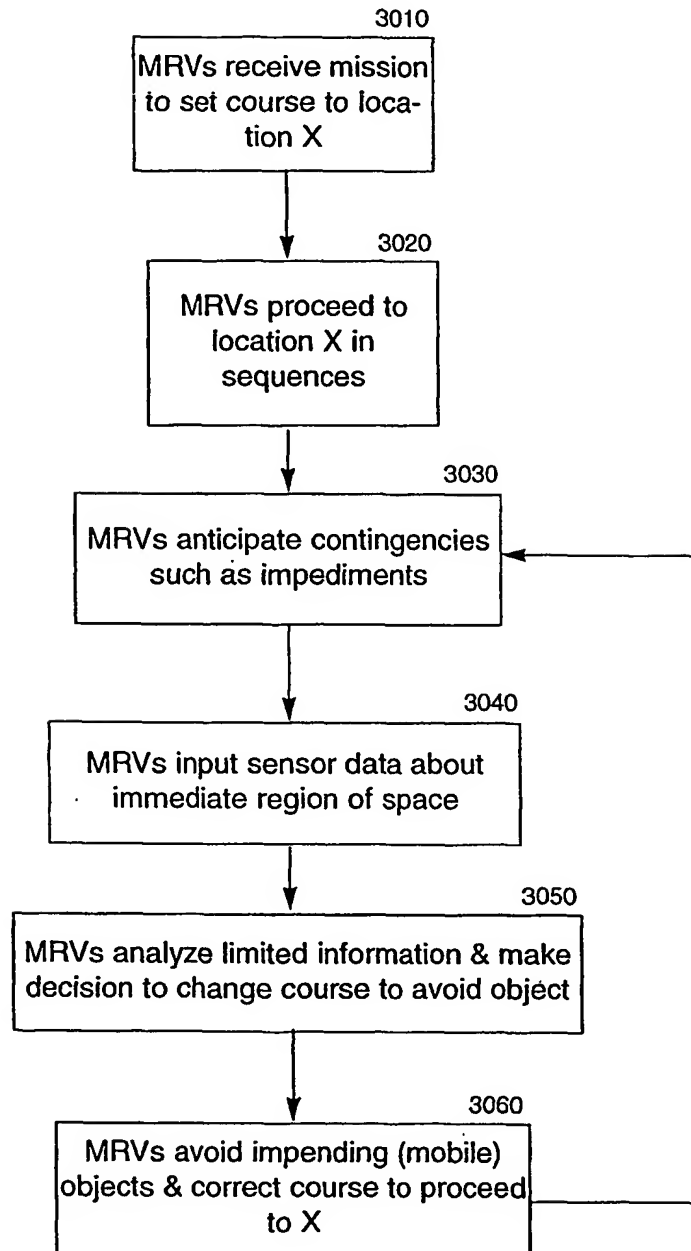 3010
MRVs receive mission
to set course to loca-
tion X
3020
MRVs proceed to
location X in
sequences
3030
MRVs anticipate contingencies
such as impediments
3040
MRVs input sensor data about
immediate region of space
3050
MRVs analyze limited information & make
decision to change course to avoid object
3060
MRVs avoid impending (mobile)
objects & correct course to proceed
to X